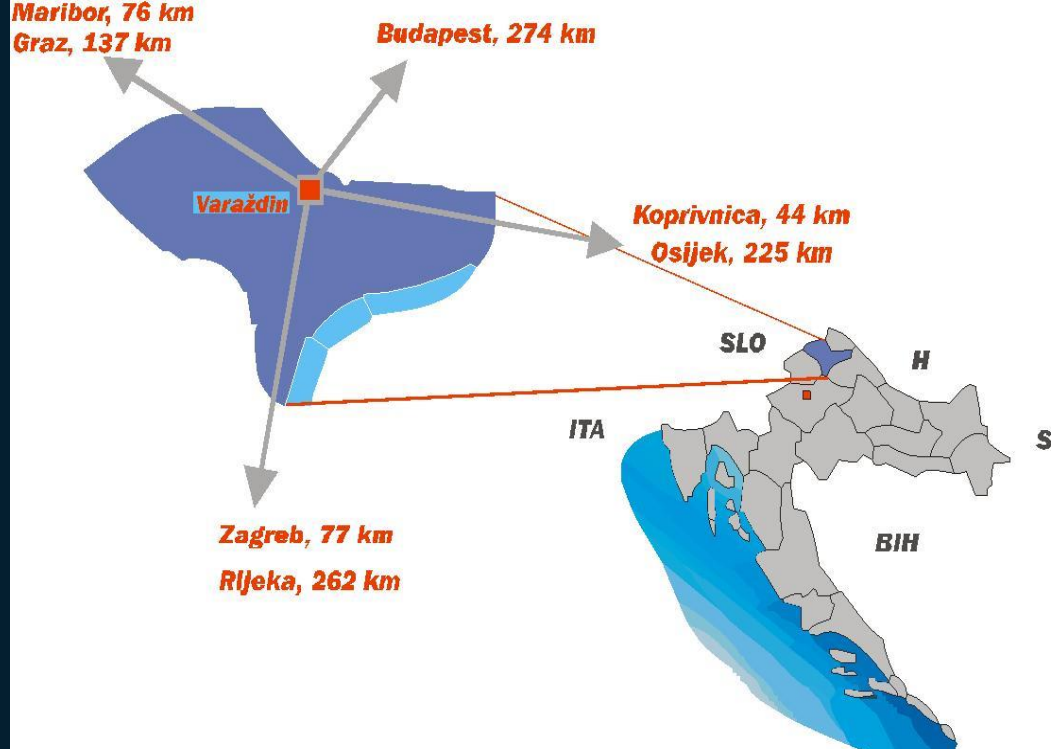 Maribor, 76 km
Graz, 137 km
Budapest, 274 km
Varaždin
Koprivnica, 44 km
Osijek, 225 km
SLO
H
ITA
S
BIH
Zagreb, 77 km
Rijeka, 262 km